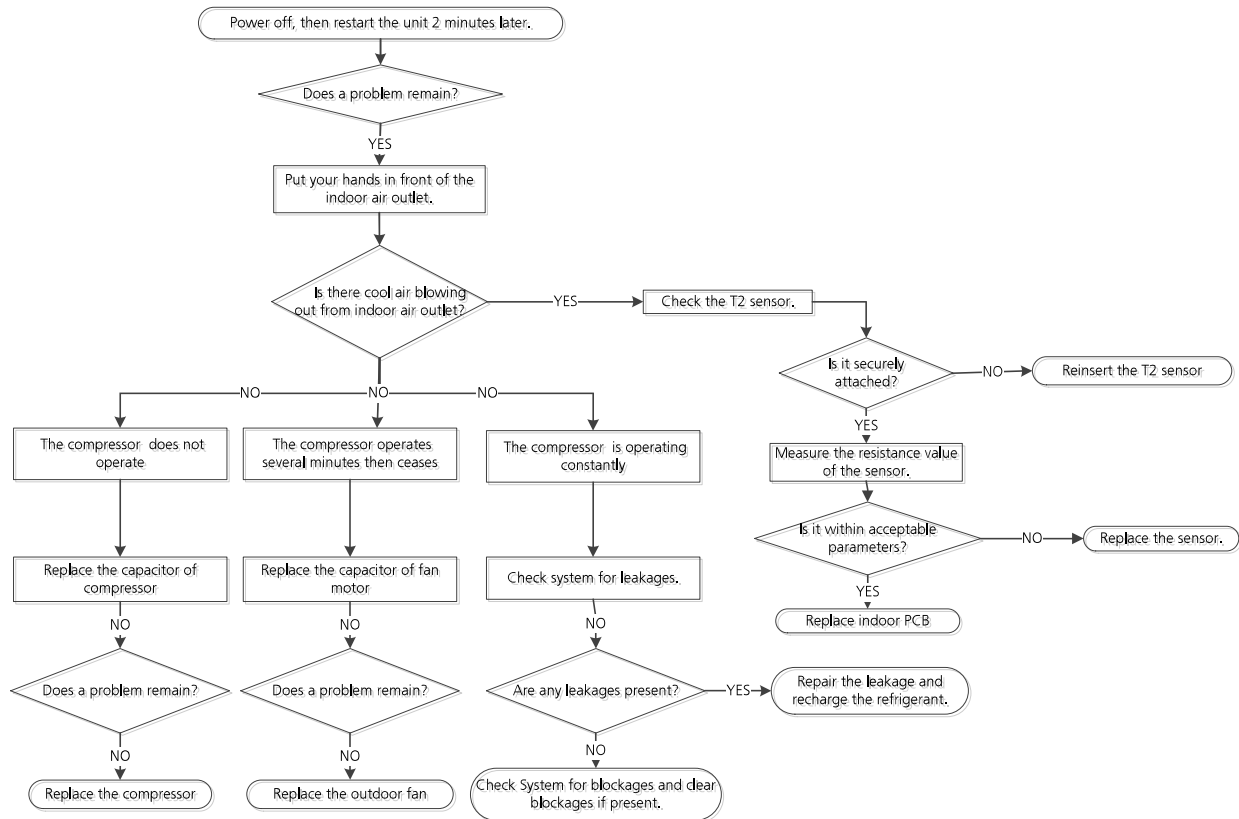 Power off, then restart the unit 2 minutes later.
Does a problem remain?
YES
Put your hands in front of the
indoor air outlet.
Is there cool air blowing
out from indoor air outlet?
YES
Check the T2 sensor.
Is it securely
attached?
NO
Reinsert the T2 sensor
YES
Measure the resistance value
of the sensor.
Is it within acceptable
parameters?
NO
Replace the sensor.
YES
Replace indoor PCB
NO
NO
NO
The compressor does not
operate
The compressor operates
several minutes then ceases
The compressor is operating
constantly
Replace the capacitor of
compressor
Replace the capacitor of fan
motor
Check system for leakages.
NO
NO
NO
Does a problem remain?
Does a problem remain?
Are any leakages present?
YES
Repair the leakage and
recharge the refrigerant.
NO
NO
NO
Replace the compressor
Replace the outdoor fan
Check System for blockages and clear
blockages if present.